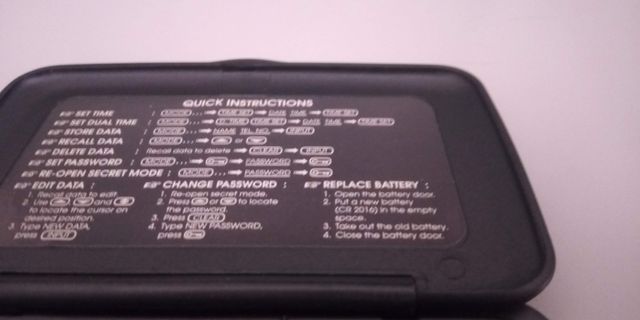 QUICK INSTRUCTIONS
☞ SET TIME : MODE... → TIME SET → DATE, TIME → TIME SET
☞ SET DUAL TIME : MODE... → D. TIME TIME SET → DATE, TIME → TIME SET
☞ STORE DATA : MODE... → NAME, TEL NO. → INPUT
☞ RECALL DATA : MODE... → ▲ or ▼
☞ DELETE DATA : Recall data to delete → CLEAR → INPUT
☞ SET PASSWORD : MODE... → → PASSWORD →
☞ RE-OPEN SECRET MODE : MODE... → PASSWORD →
☞ EDIT DATA :
1. Recall data to edit.
2. Use ▲ ▼ and
to locate the cursor on
desired position.
3. Type NEW DATA,
press INPUT
☞ CHANGE PASSWORD :
1. Re-open secret mode.
2. Press ▲ or ▼ to locate
the password.
3. Press CLEAR
4. Type NEW PASSWORD,
press
☞ REPLACE BATTERY :
1. Open the battery door.
2. Put a new battery
(CR 2016) in the empty
space.
3. Take out the old battery.
4. Close the battery door.